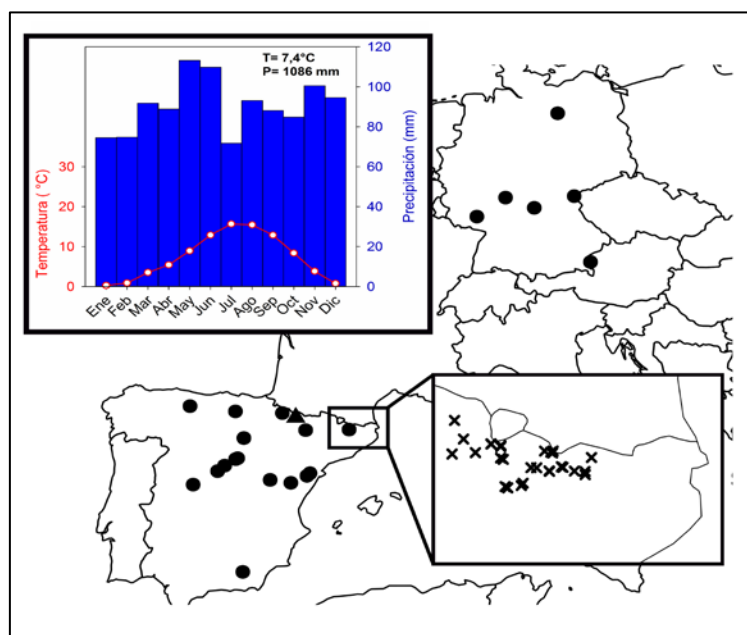 T= 7,4°C
P= 1086 mm
Temperatura ( °C)
30
20
10
0
Precipitación (mm)
120
100
80
60
40
20
0
Ene
Feb
Mar
Abr
May
Jun
Jul
Ago
Sep
Oct
Nov
Dic